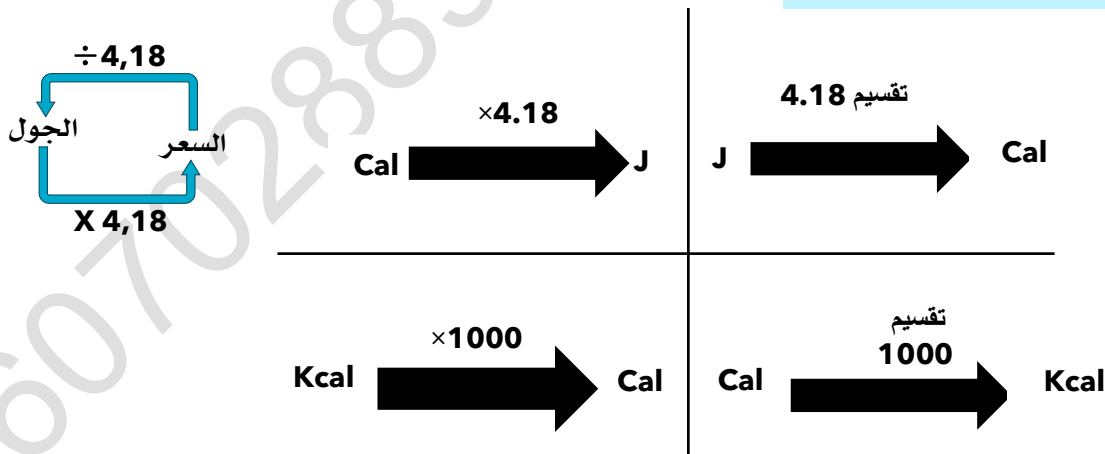 ÷4,18
الجول
السعر
X 4,18
×4.18
Cal
J
تقسيم 4.18
J
Cal
×1000
Kcal
Cal
تقسيم
1000
Cal
Kcal